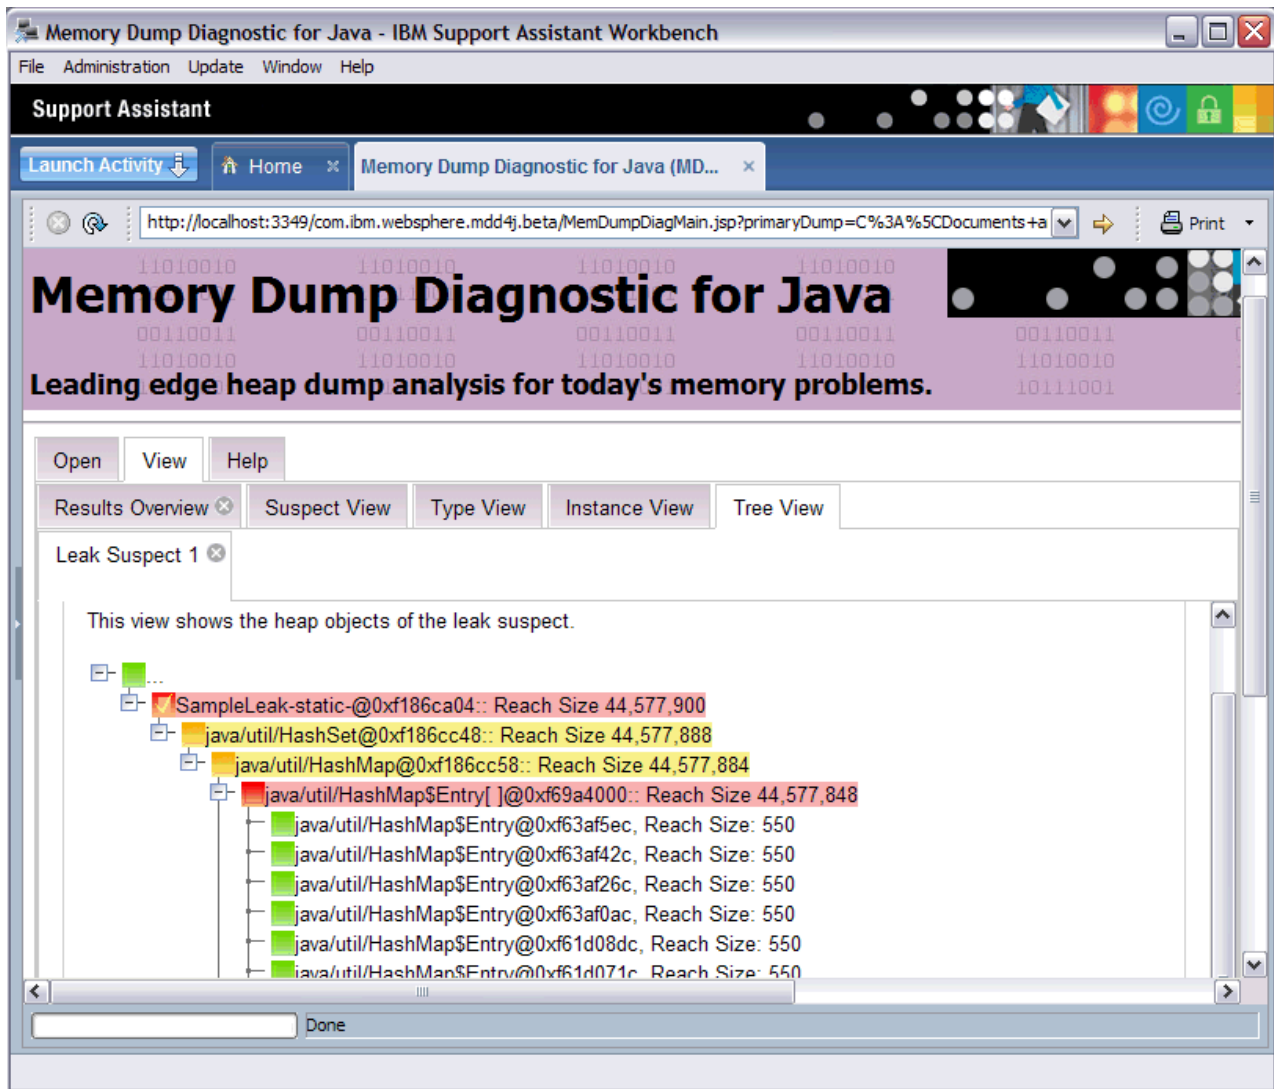 Memory Dump Diagnostic for Java - IBM Support Assistant Workbench
File Administration Update Window Help
Support Assistant
Launch Activity Home Memory Dump Diagnostic for Java (MD...
http://localhost:3349/com.ibm.websphere.mdd4j.beta/MemDumpDiagMain.jsp?primaryDump=C%3A%5CDocuments+a Print
11010010 11010010 11010010 11010010
Memory Dump Diagnostic for Java
00110011 00110011 00110011 00110011 00110011
11010010 11010010 11010010 11010010 11010010
Leading edge heap dump analysis for today's memory problems.
10111001
Open View Help
Results Overview Suspect View Type View Instance View Tree View
Leak Suspect 1
This view shows the heap objects of the leak suspect.
...
SampleLeak-static-@0xf186ca04:: Reach Size 44,577,900
java/util/HashSet@0xf186cc48:: Reach Size 44,577,888
java/util/HashMap@0xf186cc58:: Reach Size 44,577,884
java/util/HashMap$Entry[ ]@0xf69a4000:: Reach Size 44,577,848
java/util/HashMap$Entry@0xf63af5ec, Reach Size: 550
java/util/HashMap$Entry@0xf63af42c, Reach Size: 550
java/util/HashMap$Entry@0xf63af26c, Reach Size: 550
java/util/HashMap$Entry@0xf63af0ac, Reach Size: 550
java/util/HashMap$Entry@0xf61d08dc, Reach Size: 550
java/util/HashMap$Entry@0xf61d071c, Reach Size: 550
Done